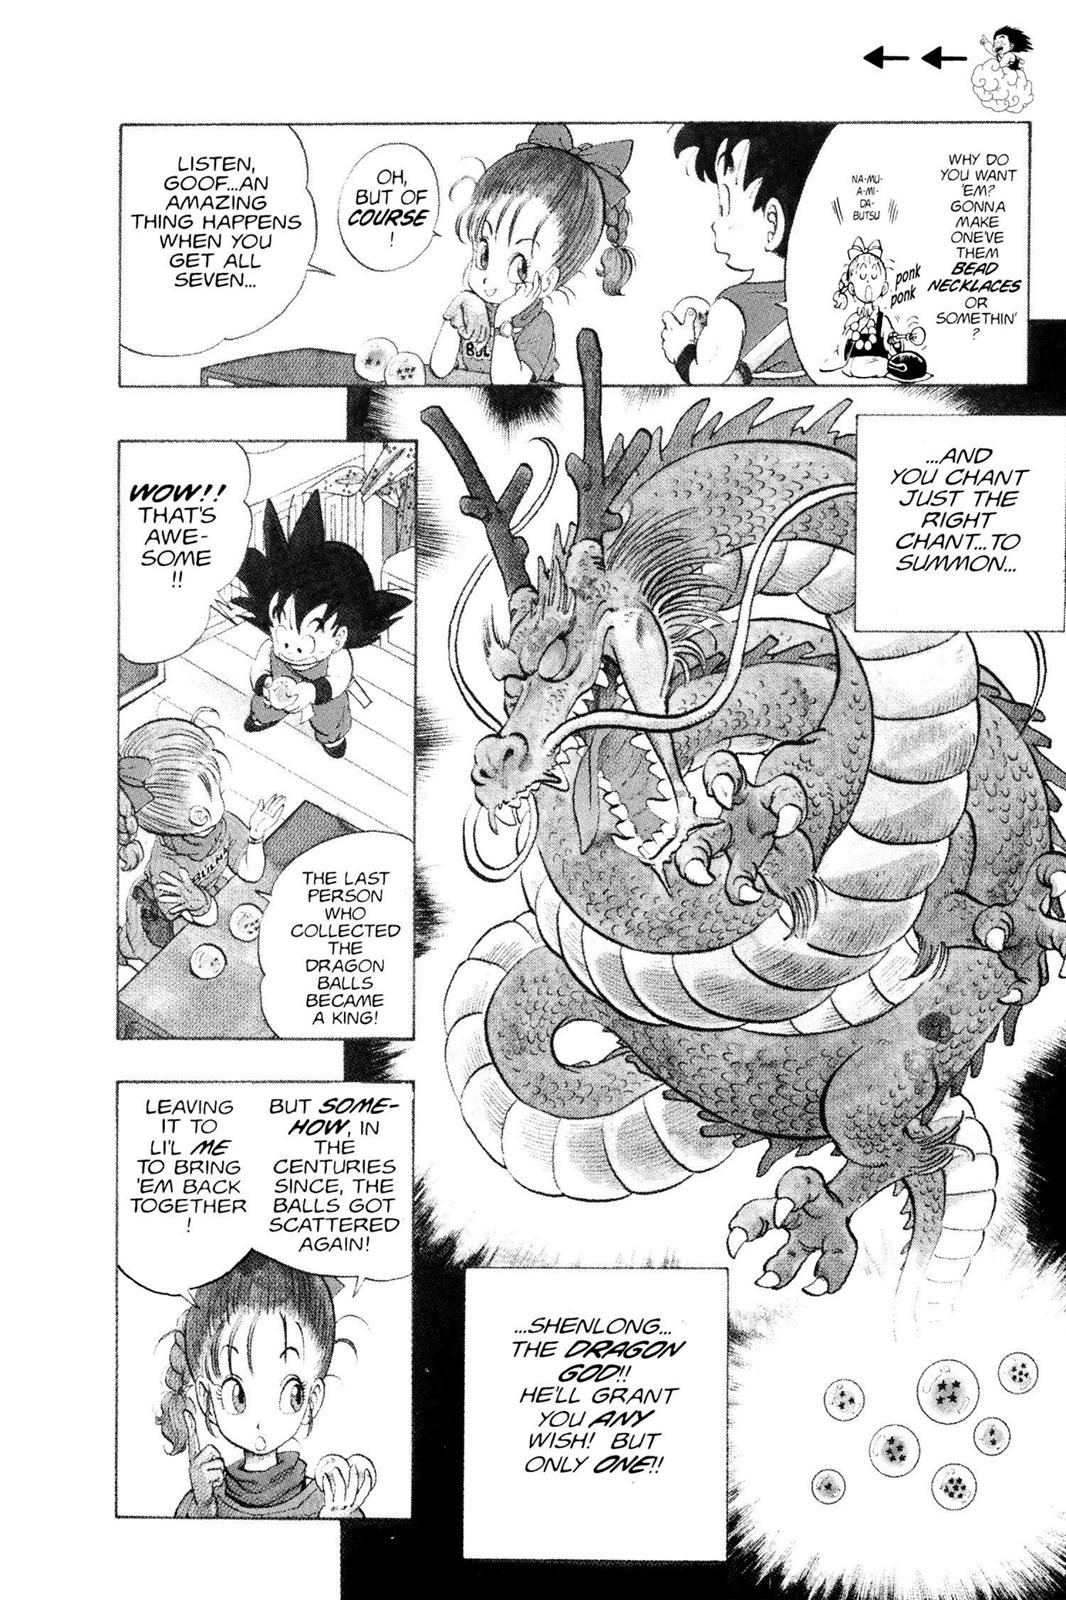 WHY DO
YOU WANT
'EM?
GONNA
MAKE
ONE'VE
THEM
BEAD
NECKLACES
OR
SOMETHIN'
?
NA-MU-
A-MI-
DA-
BUTSU
PONK
PONK
OH,
BUT OF
COURSE
!
LISTEN,
GOOF...AN
AMAZING
THING HAPPENS
WHEN YOU
GET ALL
SEVEN...
BUL
...AND
YOU CHANT
JUST THE
RIGHT
CHANT...TO
SUMMON...
...SHENLONG...
THE DRAGON
GOD!!
HE'LL GRANT
YOU ANY
WISH! BUT
ONLY ONE!!
WOW!!
THAT'S
AWE-
SOME
!!
BULMA
THE LAST
PERSON
WHO
COLLECTED
THE
DRAGON
BALLS
BECAME
A KING!
BUT SOME-
HOW, IN
THE
CENTURIES
SINCE, THE
BALLS GOT
SCATTERED
AGAIN!
LEAVING
IT TO
LI'L ME
TO BRING
'EM BACK
TOGETHER
!